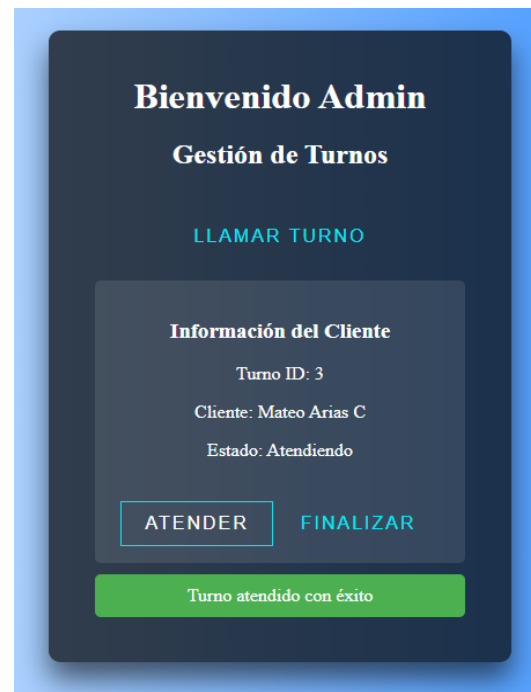 Bienvenido Admin
Gestión de Turnos
LLAMAR TURNO
Información del Cliente
Turno ID: 3
Cliente: Mateo Arias C
Estado: Atendiendo
ATENDER FINALIZAR
Turno atendido con éxito